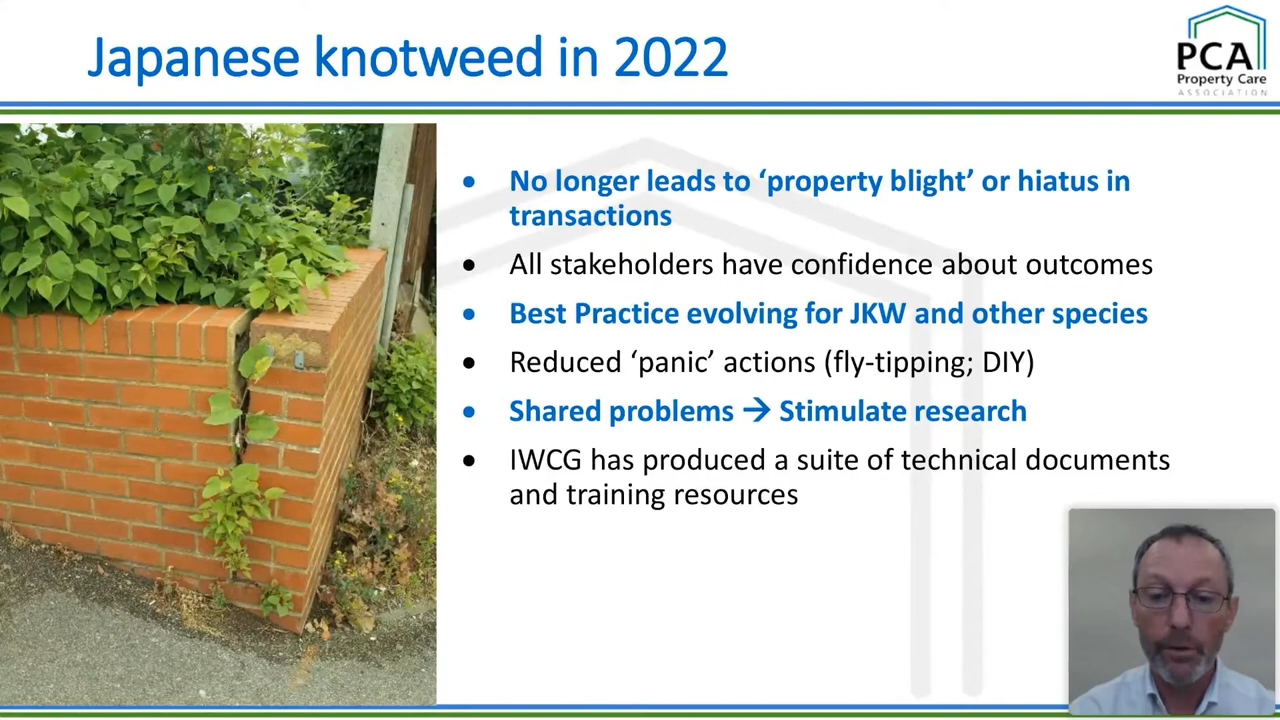 Japanese knotweed in 2022
PCA
Property Care
ASSOCIATION
• No longer leads to ‘property blight’ or hiatus in
transactions
• All stakeholders have confidence about outcomes
• Best Practice evolving for JKW and other species
• Reduced ‘panic’ actions (fly-tipping; DIY)
• Shared problems → Stimulate research
• IWCG has produced a suite of technical documents
and training resources